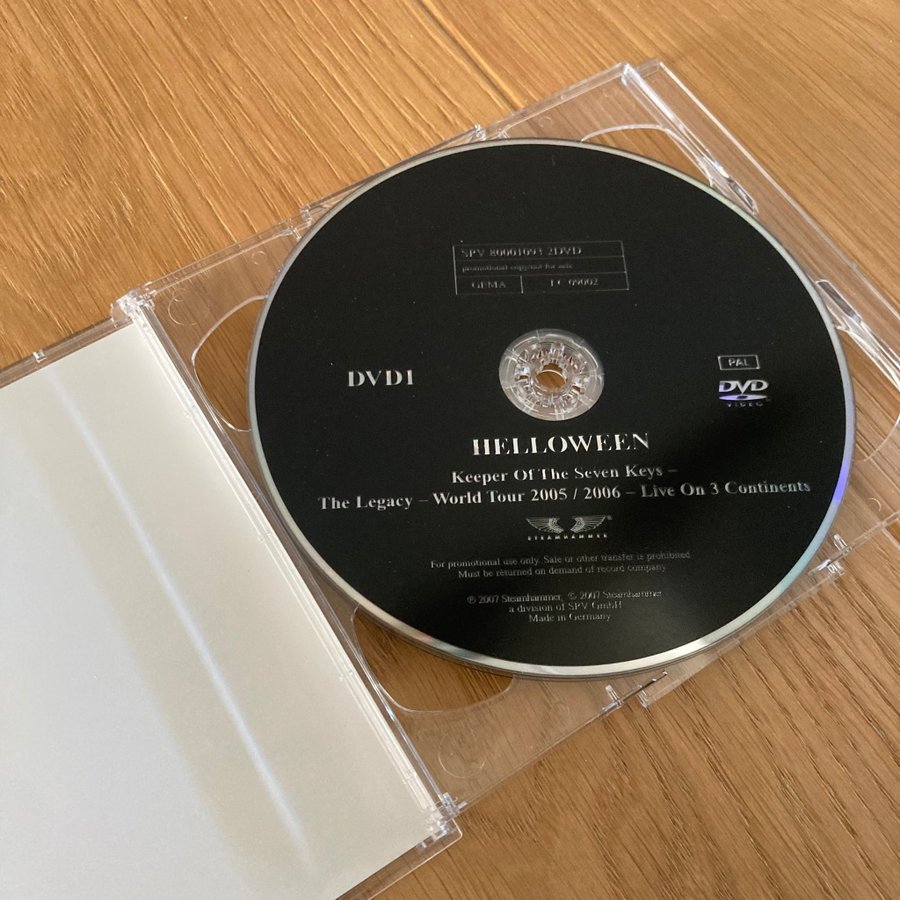 SPV 80001093 2DVD
promotional copy/not for sale
GEMA LC 09002
DVD1
PAL
DVD
VIDEO
HELLOWEEN
Keeper Of The Seven Keys –
The Legacy – World Tour 2005 / 2006 – Live On 3 Continents
STEAMHAMMER
For promotional use only. Sale or other transfer is prohibited
Must be returned on demand of record company
℗ 2007 Steamhammer, © 2007 Steamhammer
a division of SPV GmbH
Made in Germany